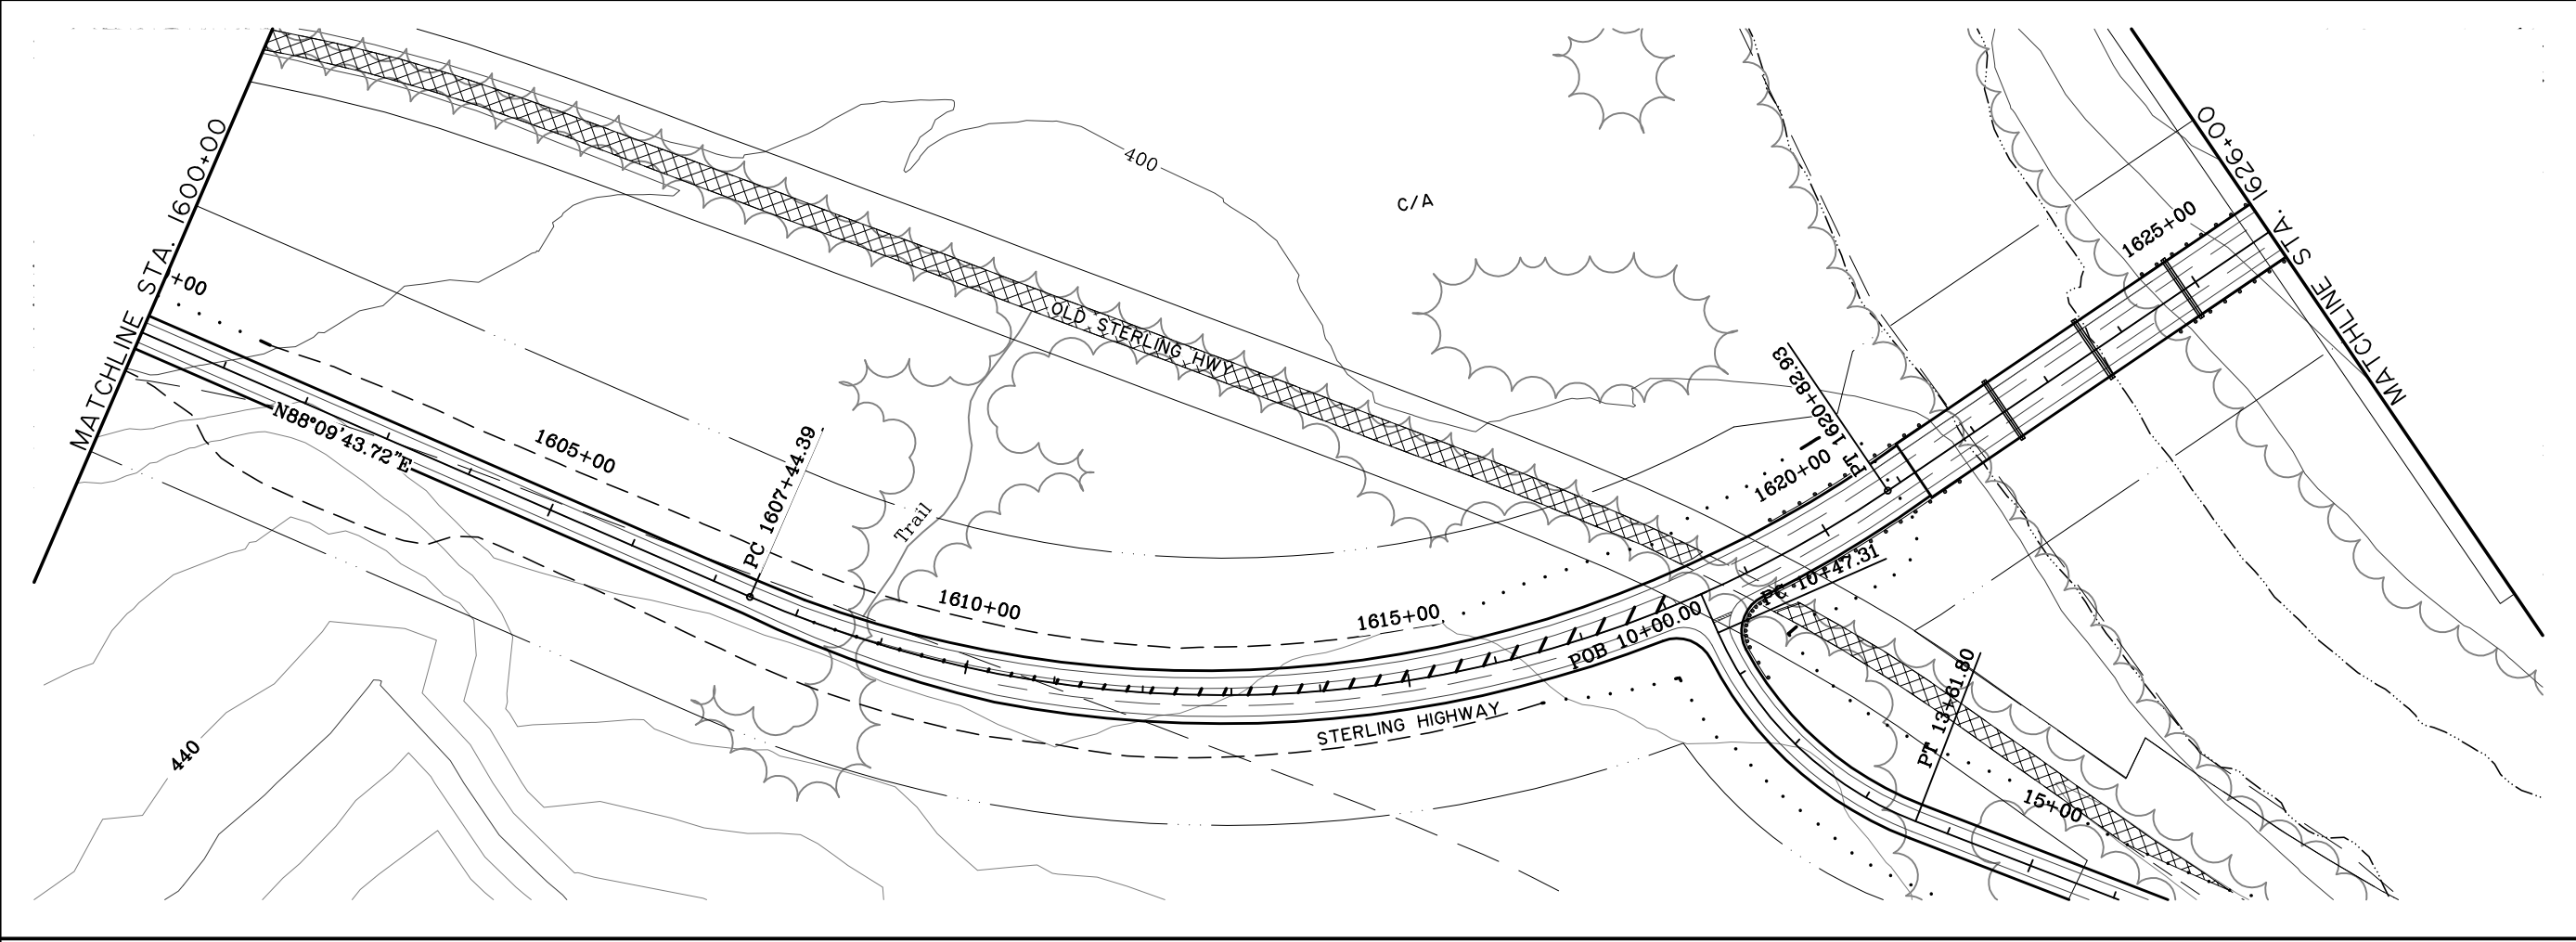 MATCHLINE STA. 1600+00
+00
N88°09'43.72"E
1605+00
PC 1607+44.39
Trail
1610+00
1615+00
OLD STERLING HWY
400
C/A
440
STERLING HIGHWAY
POB 10+00.00
PC 10+47.31
PT 13+81.80
15+00
1620+00
PT 1620+82.93
1625+00
MATCHLINE STA. 1626+00